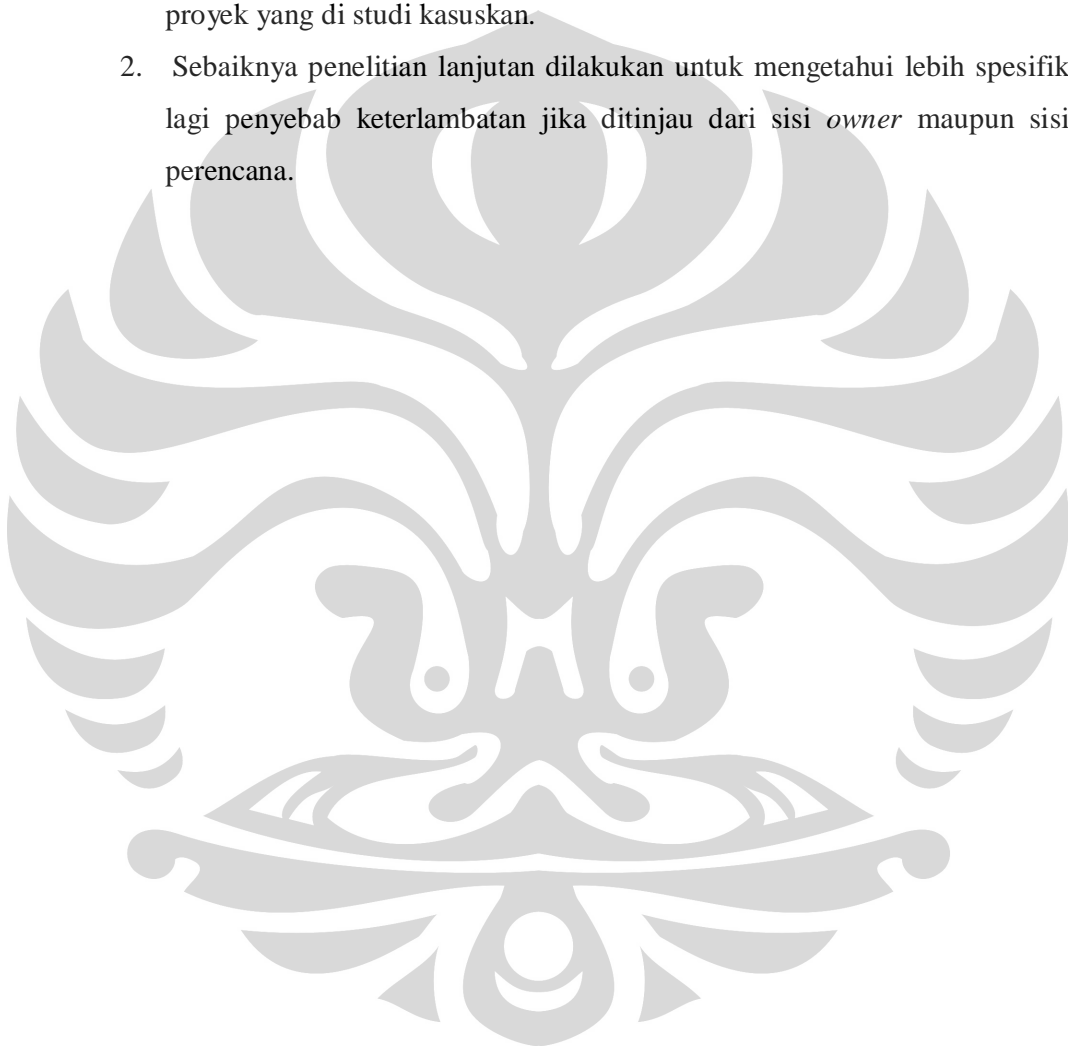 proyek yang di studi kasuskan.
2. Sebaiknya penelitian lanjutan dilakukan untuk mengetahui lebih spesifik
lagi penyebab keterlambatan jika ditinjau dari sisi owner maupun sisi
perencana.